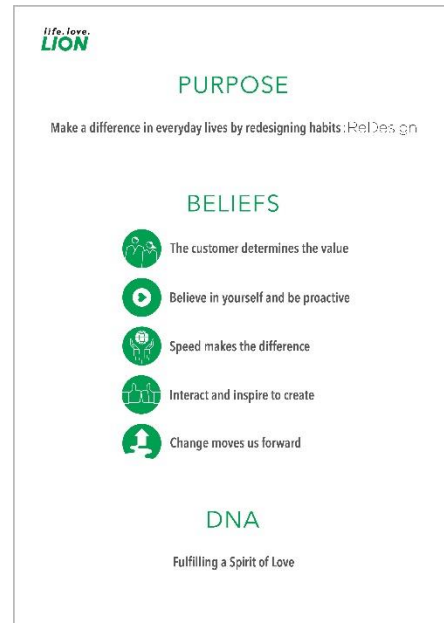 life.love.
LION
PURPOSE
Make a difference in everyday lives by redesigning habits:ReDesign
BELIEFS
The customer determines the value
Believe in yourself and be proactive
Speed makes the difference
Interact and inspire to create
Change moves us forward
DNA
Fulfilling a Spirit of Love